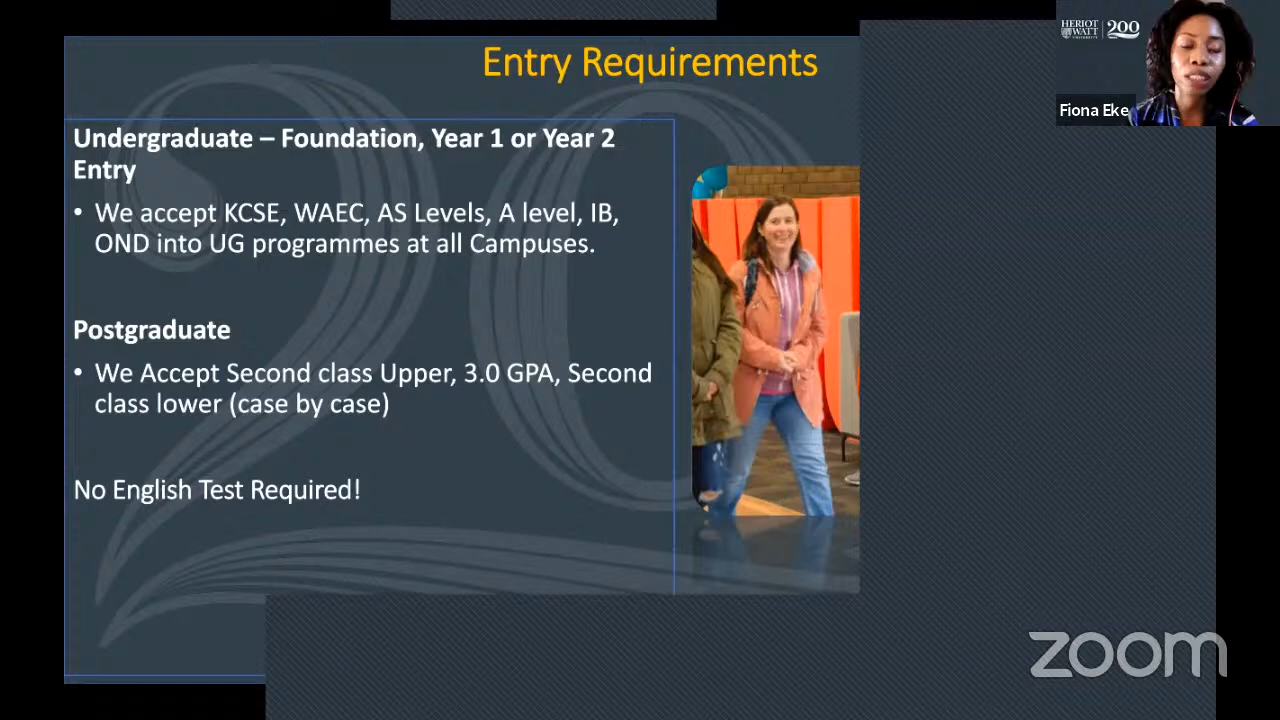 Entry Requirements
HERIOT
WATT
UNIVERSITY
200
Fiona Eke
Undergraduate – Foundation, Year 1 or Year 2
Entry
• We accept KCSE, WAEC, AS Levels, A level, IB,
OND into UG programmes at all Campuses.
Postgraduate
• We Accept Second class Upper, 3.0 GPA, Second
class lower (case by case)
No English Test Required!
zoom